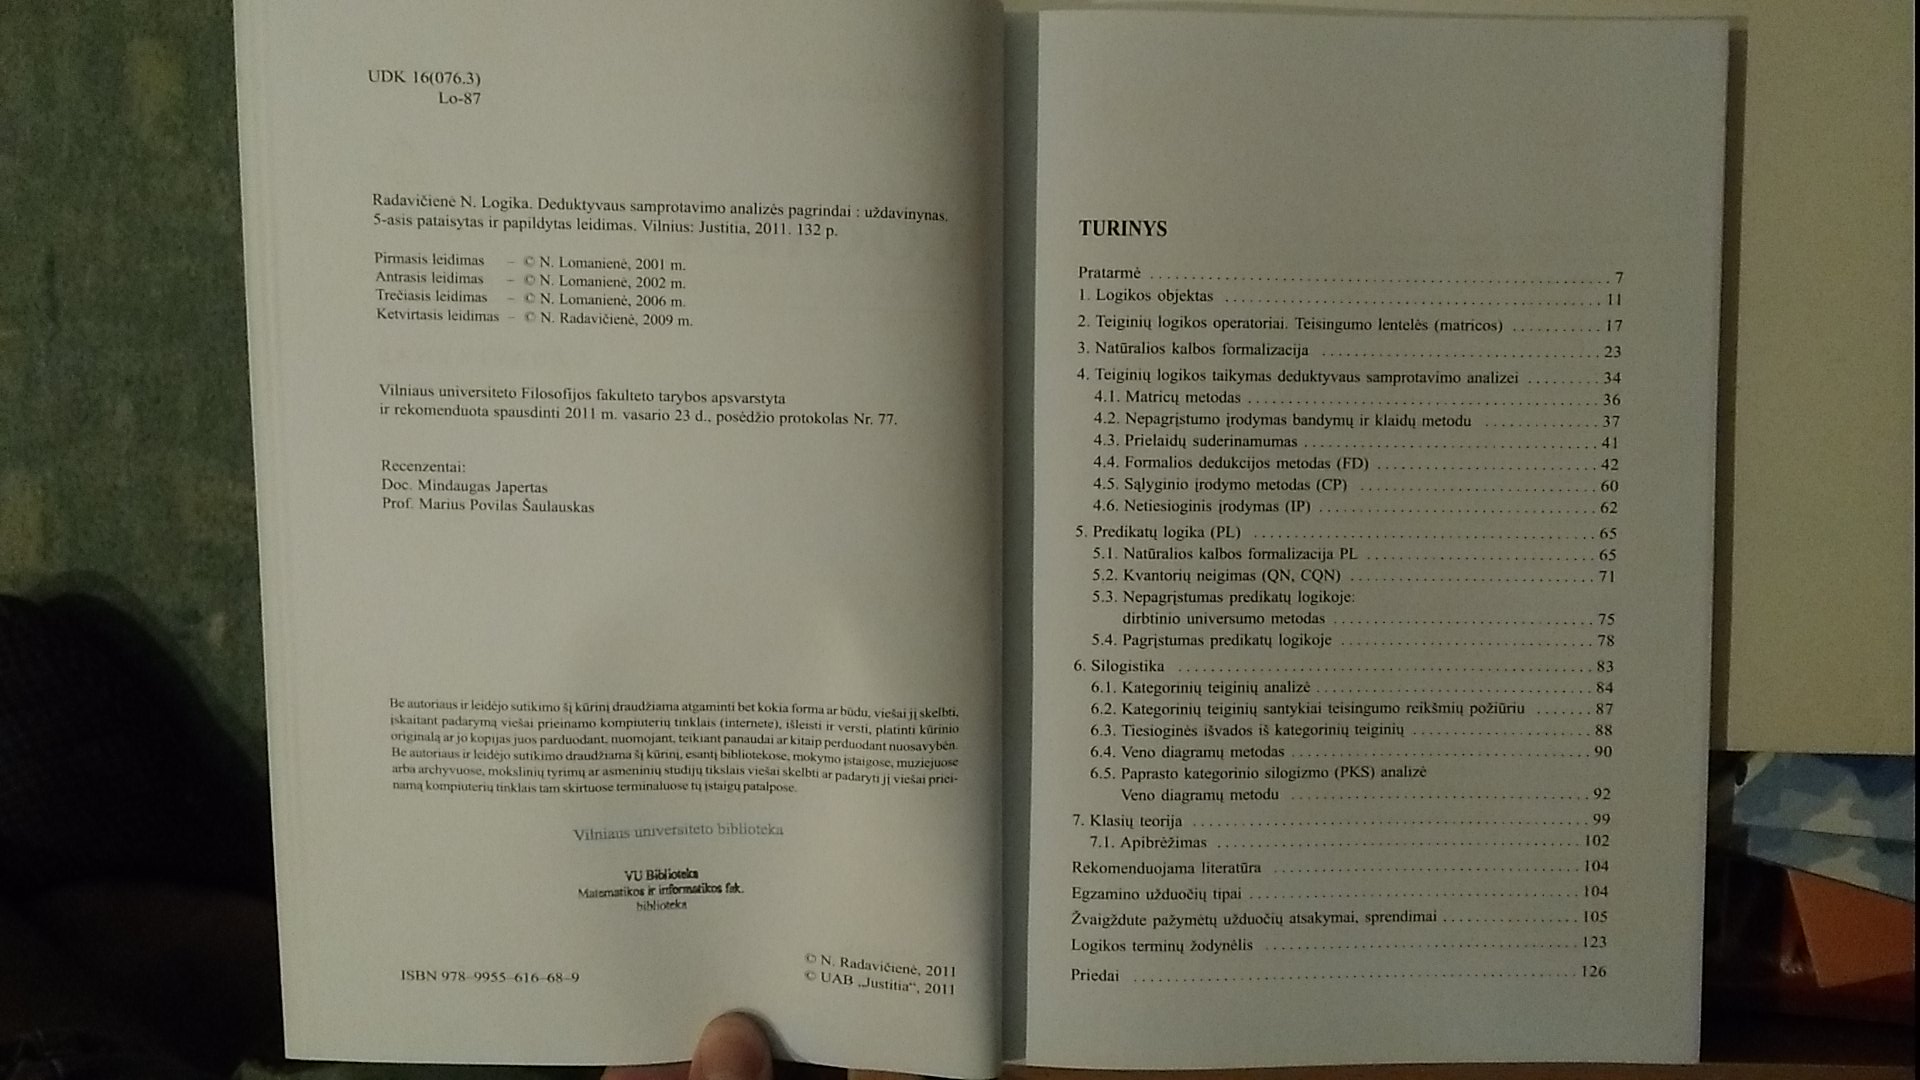 UDK 16(076.3)
Lo-87
Radavičienė N. Logika. Deduktyvaus samprotavimo analizės pagrindai : uždavinynas.
5-asis pataisytas ir papildytas leidimas. Vilnius: Justitia, 2011. 132 p.
Pirmasis leidimas – © N. Lomanienė, 2001 m.
Antrasis leidimas – © N. Lomanienė, 2002 m.
Trečiasis leidimas – © N. Lomanienė, 2006 m.
Ketvirtasis leidimas – © N. Radavičienė, 2009 m.
Vilniaus universiteto Filosofijos fakulteto tarybos apsvarstyta
ir rekomenduota spausdinti 2011 m. vasario 23 d., posėdžio protokolas Nr. 77.
Recenzentai:
Doc. Mindaugas Japertas
Prof. Marius Povilas Šaulauskas
Be autoriaus ir leidėjo sutikimo šį kūrinį draudžiama atgaminti bet kokia forma ar būdu, viešai jį skelbti,
įskaitant padarymą viešai prieinamo kompiuterių tinklais (internete), išleisti ir versti, platinti kūrinio
originalą ar jo kopijas juos parduodant, nuomojant, teikiant panaudai ar kitaip perduodant nuosavybėn.
Be autoriaus ir leidėjo sutikimo draudžiama šį kūrinį, esantį bibliotekose, mokymo įstaigose, muziejuose
arba archyvuose, mokslinių tyrimų ar asmeninių studijų tikslais viešai skelbti ar padaryti jį viešai priei-
namą kompiuterių tinklais tam skirtuose terminaluose tų įstaigų patalpose.
Vilniaus universiteto biblioteka
VU Biblioteka
Matematikos ir informatikos fak.
biblioteka
ISBN 978–9955–616–68–9
© N. Radavičienė, 2011
© UAB „Justitia“, 2011
TURINYS
Pratarmė 7
1. Logikos objektas 11
2. Teiginių logikos operatoriai. Teisingumo lentelės (matricos) 17
3. Natūralios kalbos formalizacija 23
4. Teiginių logikos taikymas deduktyvaus samprotavimo analizei 34
4.1. Matricų metodas 36
4.2. Nepagrįstumo įrodymas bandymų ir klaidų metodu 37
4.3. Prielaidų suderinamumas 41
4.4. Formalios dedukcijos metodas (FD) 42
4.5. Sąlyginio įrodymo metodas (CP) 60
4.6. Netiesioginis įrodymas (IP) 62
5. Predikatų logika (PL) 65
5.1. Natūralios kalbos formalizacija PL 65
5.2. Kvantorių neigimas (QN, CQN) 71
5.3. Nepagrįstumas predikatų logikoje:
dirbtinio universumo metodas 75
5.4. Pagrįstumas predikatų logikoje 78
6. Silogistika 83
6.1. Kategorinių teiginių analizė 84
6.2. Kategorinių teiginių santykiai teisingumo reikšmių požiūriu 87
6.3. Tiesioginės išvados iš kategorinių teiginių 88
6.4. Veno diagramų metodas 90
6.5. Paprasto kategorinio silogizmo (PKS) analizė
Veno diagramų metodu 92
7. Klasių teorija 99
7.1. Apibrėžimas 102
Rekomenduojama literatūra 104
Egzamino užduočių tipai 104
Žvaigždute pažymėtų užduočių atsakymai, sprendimai 105
Logikos terminų žodynėlis 123
Priedai 126